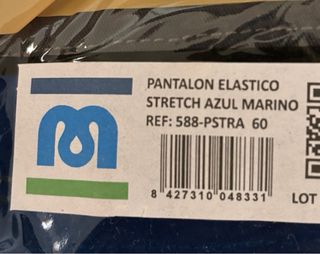 PANTALON ELASTICO
STRETCH AZUL MARINO
REF: 588-PSTRA 60
8 427310 048331
LOT